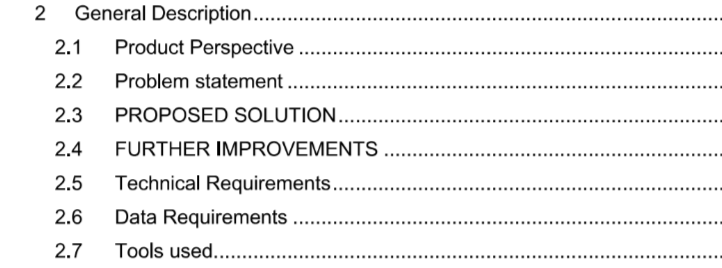 2 General Description................................................................
2.1 Product Perspective ................................................................
2.2 Problem statement ................................................................
2.3 PROPOSED SOLUTION................................................................
2.4 FURTHER IMPROVEMENTS ................................................................
2.5 Technical Requirements................................................................
2.6 Data Requirements ................................................................
2.7 Tools used................................................................